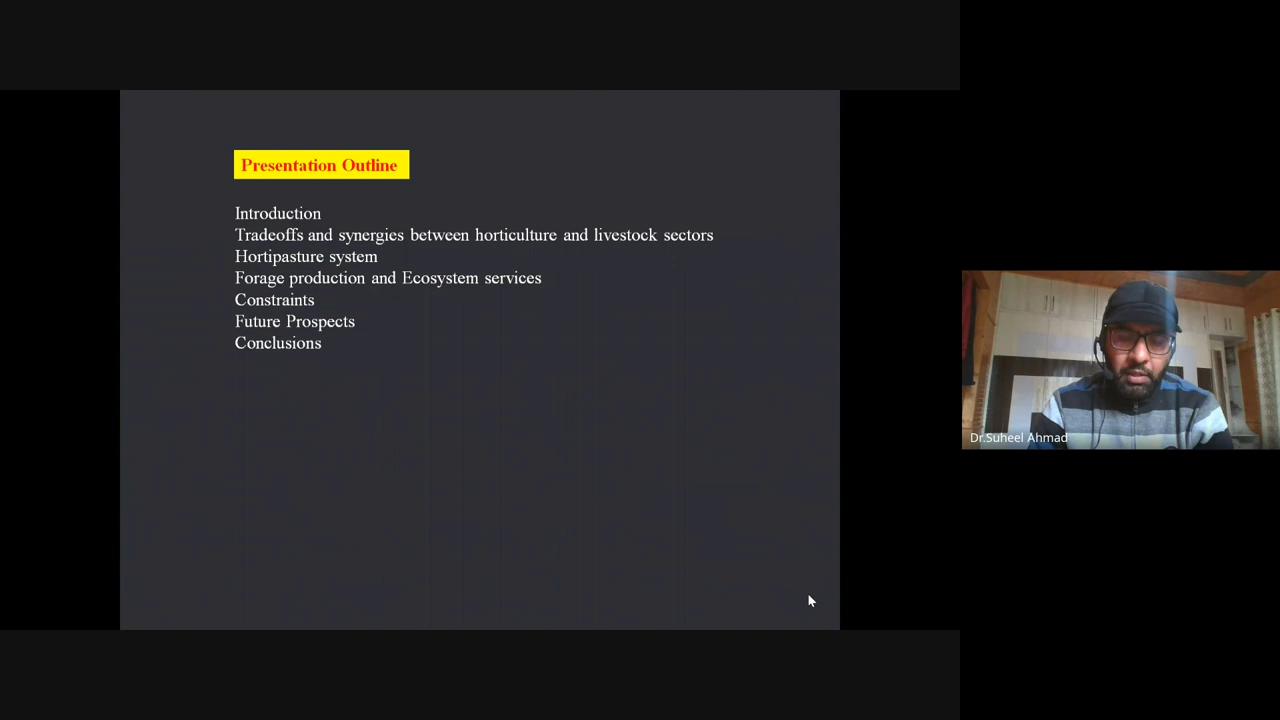 Presentation Outline
Introduction
Tradeoffs and synergies between horticulture and livestock sectors
Hortipasture system
Forage production and Ecosystem services
Constraints
Future Prospects
Conclusions
Dr.Suheel Ahmad